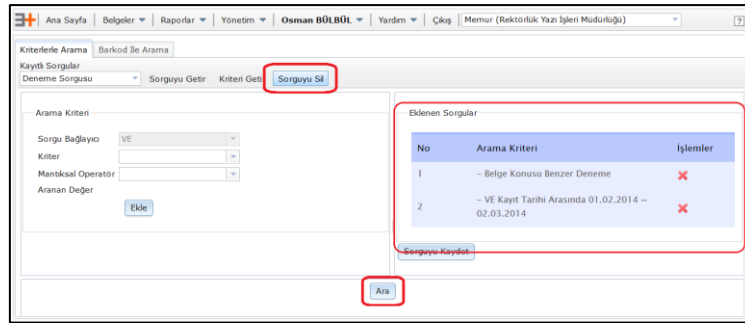 Ana Sayfa | Belgeler | Raporlar | Yönetim | Osman BÜLBÜL | Yardım | Çıkış | Memur (Rektörlük Yazı İşleri Müdürlüğü) ?
Kriterlerle Arama Barkod İle Arama
Kayıtlı Sorgular
Deneme Sorgusu Sorguyu Getir Kriteri Getir Sorguyu Sil
Arama Kriteri
Sorgu Bağlayıcı VE
Kriter
Mantıksal Operatör
Aranan Değer
Ekle
Eklenen Sorgular
No Arama Kriteri İşlemler
1 – Belge Konusu Benzer Deneme
2 – VE Kayıt Tarihi Arasında 01.02.2014 –
02.03.2014
Sorguyu Kaydet
Ara